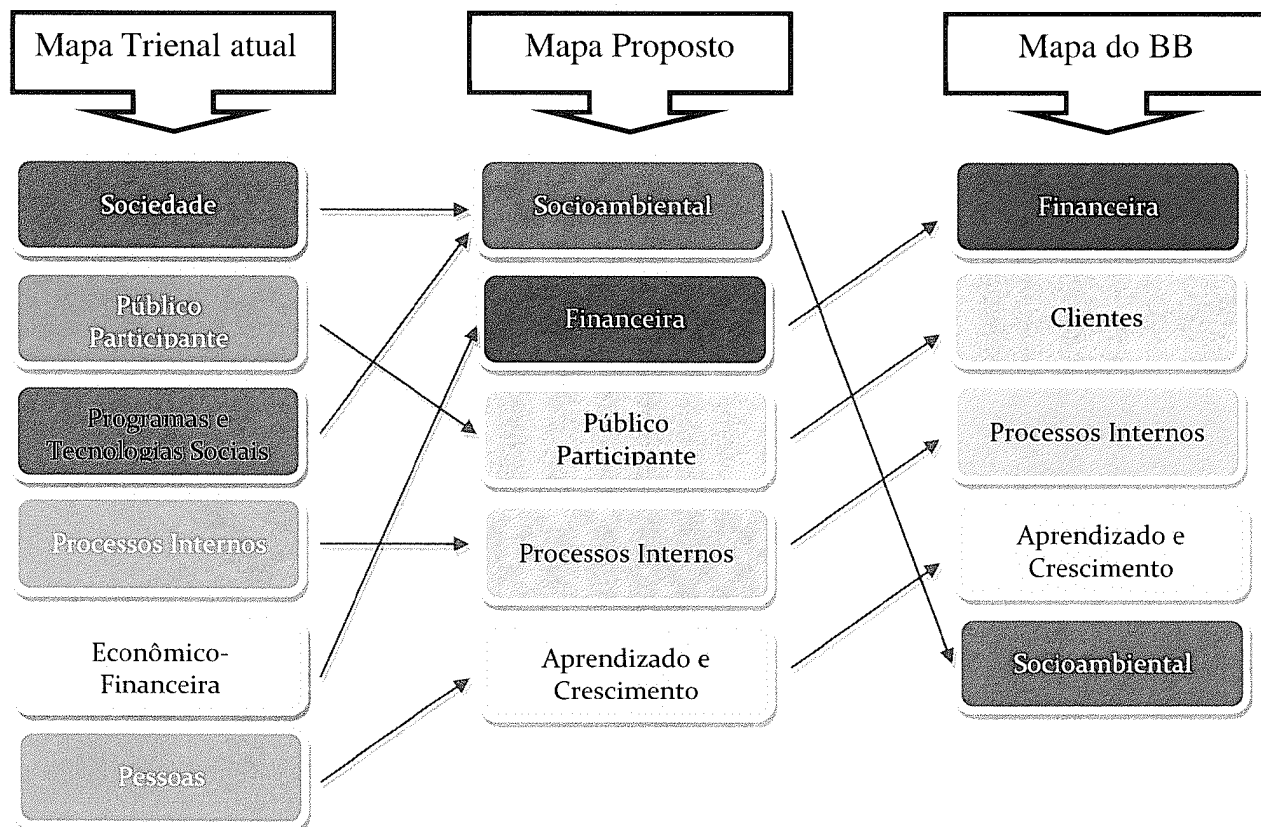 Mapa Trienal atual
Sociedade
Público
Participante
Programas e
Tecnologias Sociais
Processos Internos
Econômico-
Financeira
Pessoas
Mapa Proposto
Socioambiental
Financeira
Público
Participante
Processos Internos
Aprendizado e
Crescimento
Mapa do BB
Financeira
Clientes
Processos Internos
Aprendizado e
Crescimento
Socioambiental